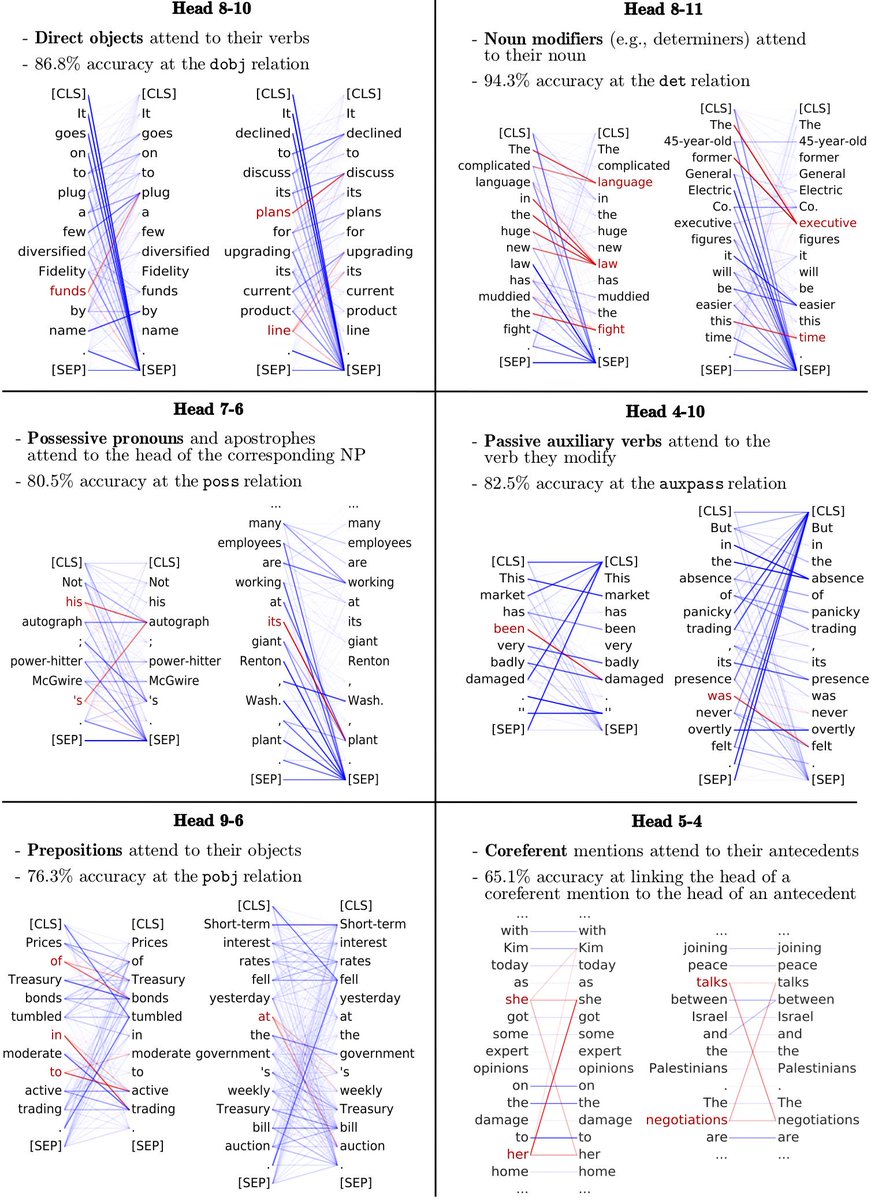 Head 8-10
- Direct objects attend to their verbs
- 86.8% accuracy at the dobj relation
[CLS] [CLS]
It It
goes goes
on on
to to
plug plug
a a
few few
diversified diversified
Fidelity Fidelity
funds funds
by by
name name
. .
[SEP] [SEP]
[CLS] [CLS]
It It
declined declined
to to
discuss discuss
its its
plans plans
for for
upgrading upgrading
its its
current current
product product
line line
. .
[SEP] [SEP]
Head 8-11
- Noun modifiers (e.g., determiners) attend
to their noun
- 94.3% accuracy at the det relation
[CLS] [CLS]
The The
complicated complicated
language language
in in
the the
huge huge
new new
law law
has has
muddied muddied
the the
fight fight
. .
[SEP] [SEP]
[CLS] [CLS]
The The
45-year-old 45-year-old
former former
General General
Electric Electric
Co. Co.
executive executive
figures figures
it it
will will
be be
easier easier
this this
time time
. .
[SEP] [SEP]
Head 7-6
- Possessive pronouns and apostrophes
attend to the head of the corresponding NP
- 80.5% accuracy at the poss relation
[CLS] [CLS]
Not Not
his his
autograph autograph
; ;
power-hitter power-hitter
McGwire McGwire
's 's
. .
[SEP] [SEP]
... ...
many many
employees employees
are are
working working
at at
its its
giant giant
Renton Renton
, ,
Wash. Wash.
, ,
plant plant
. .
[SEP] [SEP]
Head 4-10
- Passive auxiliary verbs attend to the
verb they modify
- 82.5% accuracy at the auxpass relation
[CLS] [CLS]
This This
market market
has has
been been
very very
badly badly
damaged damaged
. .
'' ''
[SEP] [SEP]
[CLS] [CLS]
But But
in in
the the
absence absence
of of
panicky panicky
trading trading
, ,
its its
presence presence
was was
never never
overtly overtly
felt felt
. .
[SEP] [SEP]
Head 9-6
- Prepositions attend to their objects
- 76.3% accuracy at the pobj relation
[CLS] [CLS]
Prices Prices
of of
Treasury Treasury
bonds bonds
tumbled tumbled
in in
moderate moderate
to to
active active
trading trading
. .
[SEP] [SEP]
[CLS] [CLS]
Short-term Short-term
interest interest
rates rates
fell fell
yesterday yesterday
at at
the the
government government
's 's
weekly weekly
Treasury Treasury
bill bill
auction auction
. .
[SEP] [SEP]
Head 5-4
- Coreferent mentions attend to their antecedents
- 65.1% accuracy at linking the head of a
coreferent mention to the head of an antecedent
... ...
with with
Kim Kim
today today
as as
she she
got got
some some
expert expert
opinions opinions
on on
the the
damage damage
to to
her her
home home
... ...
... ...
joining joining
peace peace
talks talks
between between
Israel Israel
and and
the the
Palestinians Palestinians
. .
The The
negotiations negotiations
are are
... ...